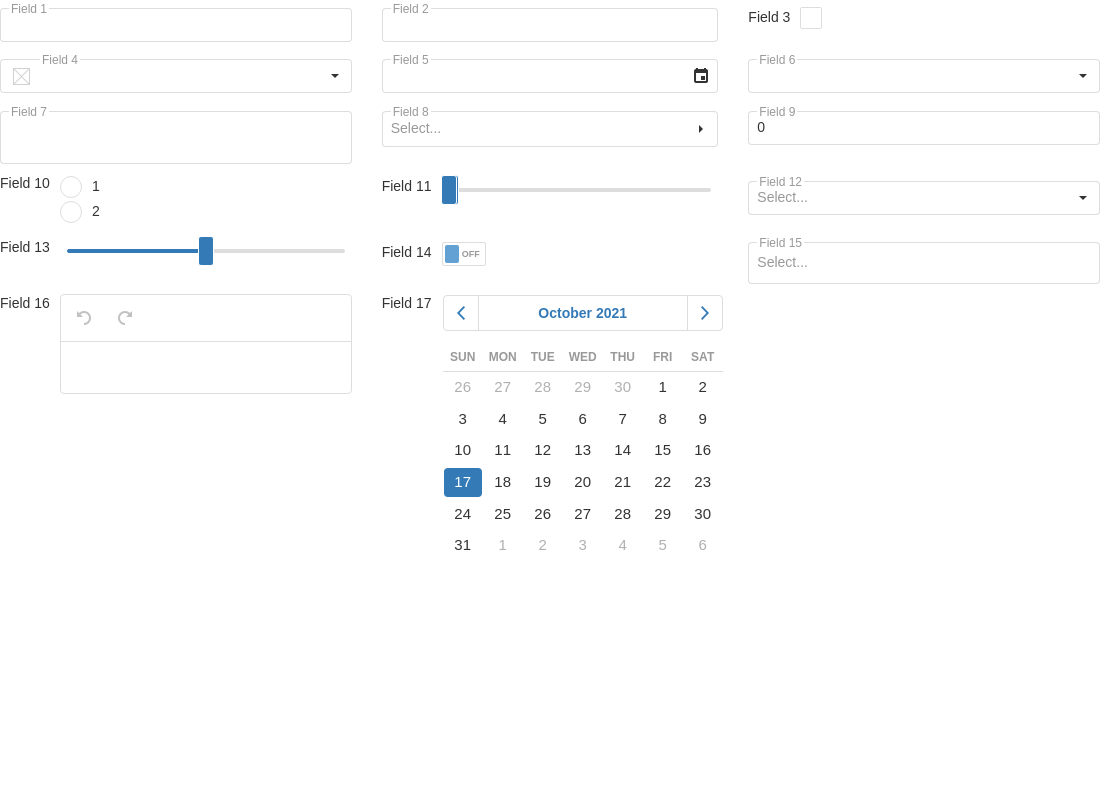 Field 1
Field 2
Field 3
Field 4
Field 5
Field 6
Field 7
Field 8
Select...
Field 9
0
Field 10
1
2
Field 11
Field 12
Select...
Field 13
Field 14
OFF
Field 15
Select...
Field 16
Field 17
October 2021
SUN MON TUE WED THU FRI SAT
26 27 28 29 30 1 2
3 4 5 6 7 8 9
10 11 12 13 14 15 16
17 18 19 20 21 22 23
24 25 26 27 28 29 30
31 1 2 3 4 5 6